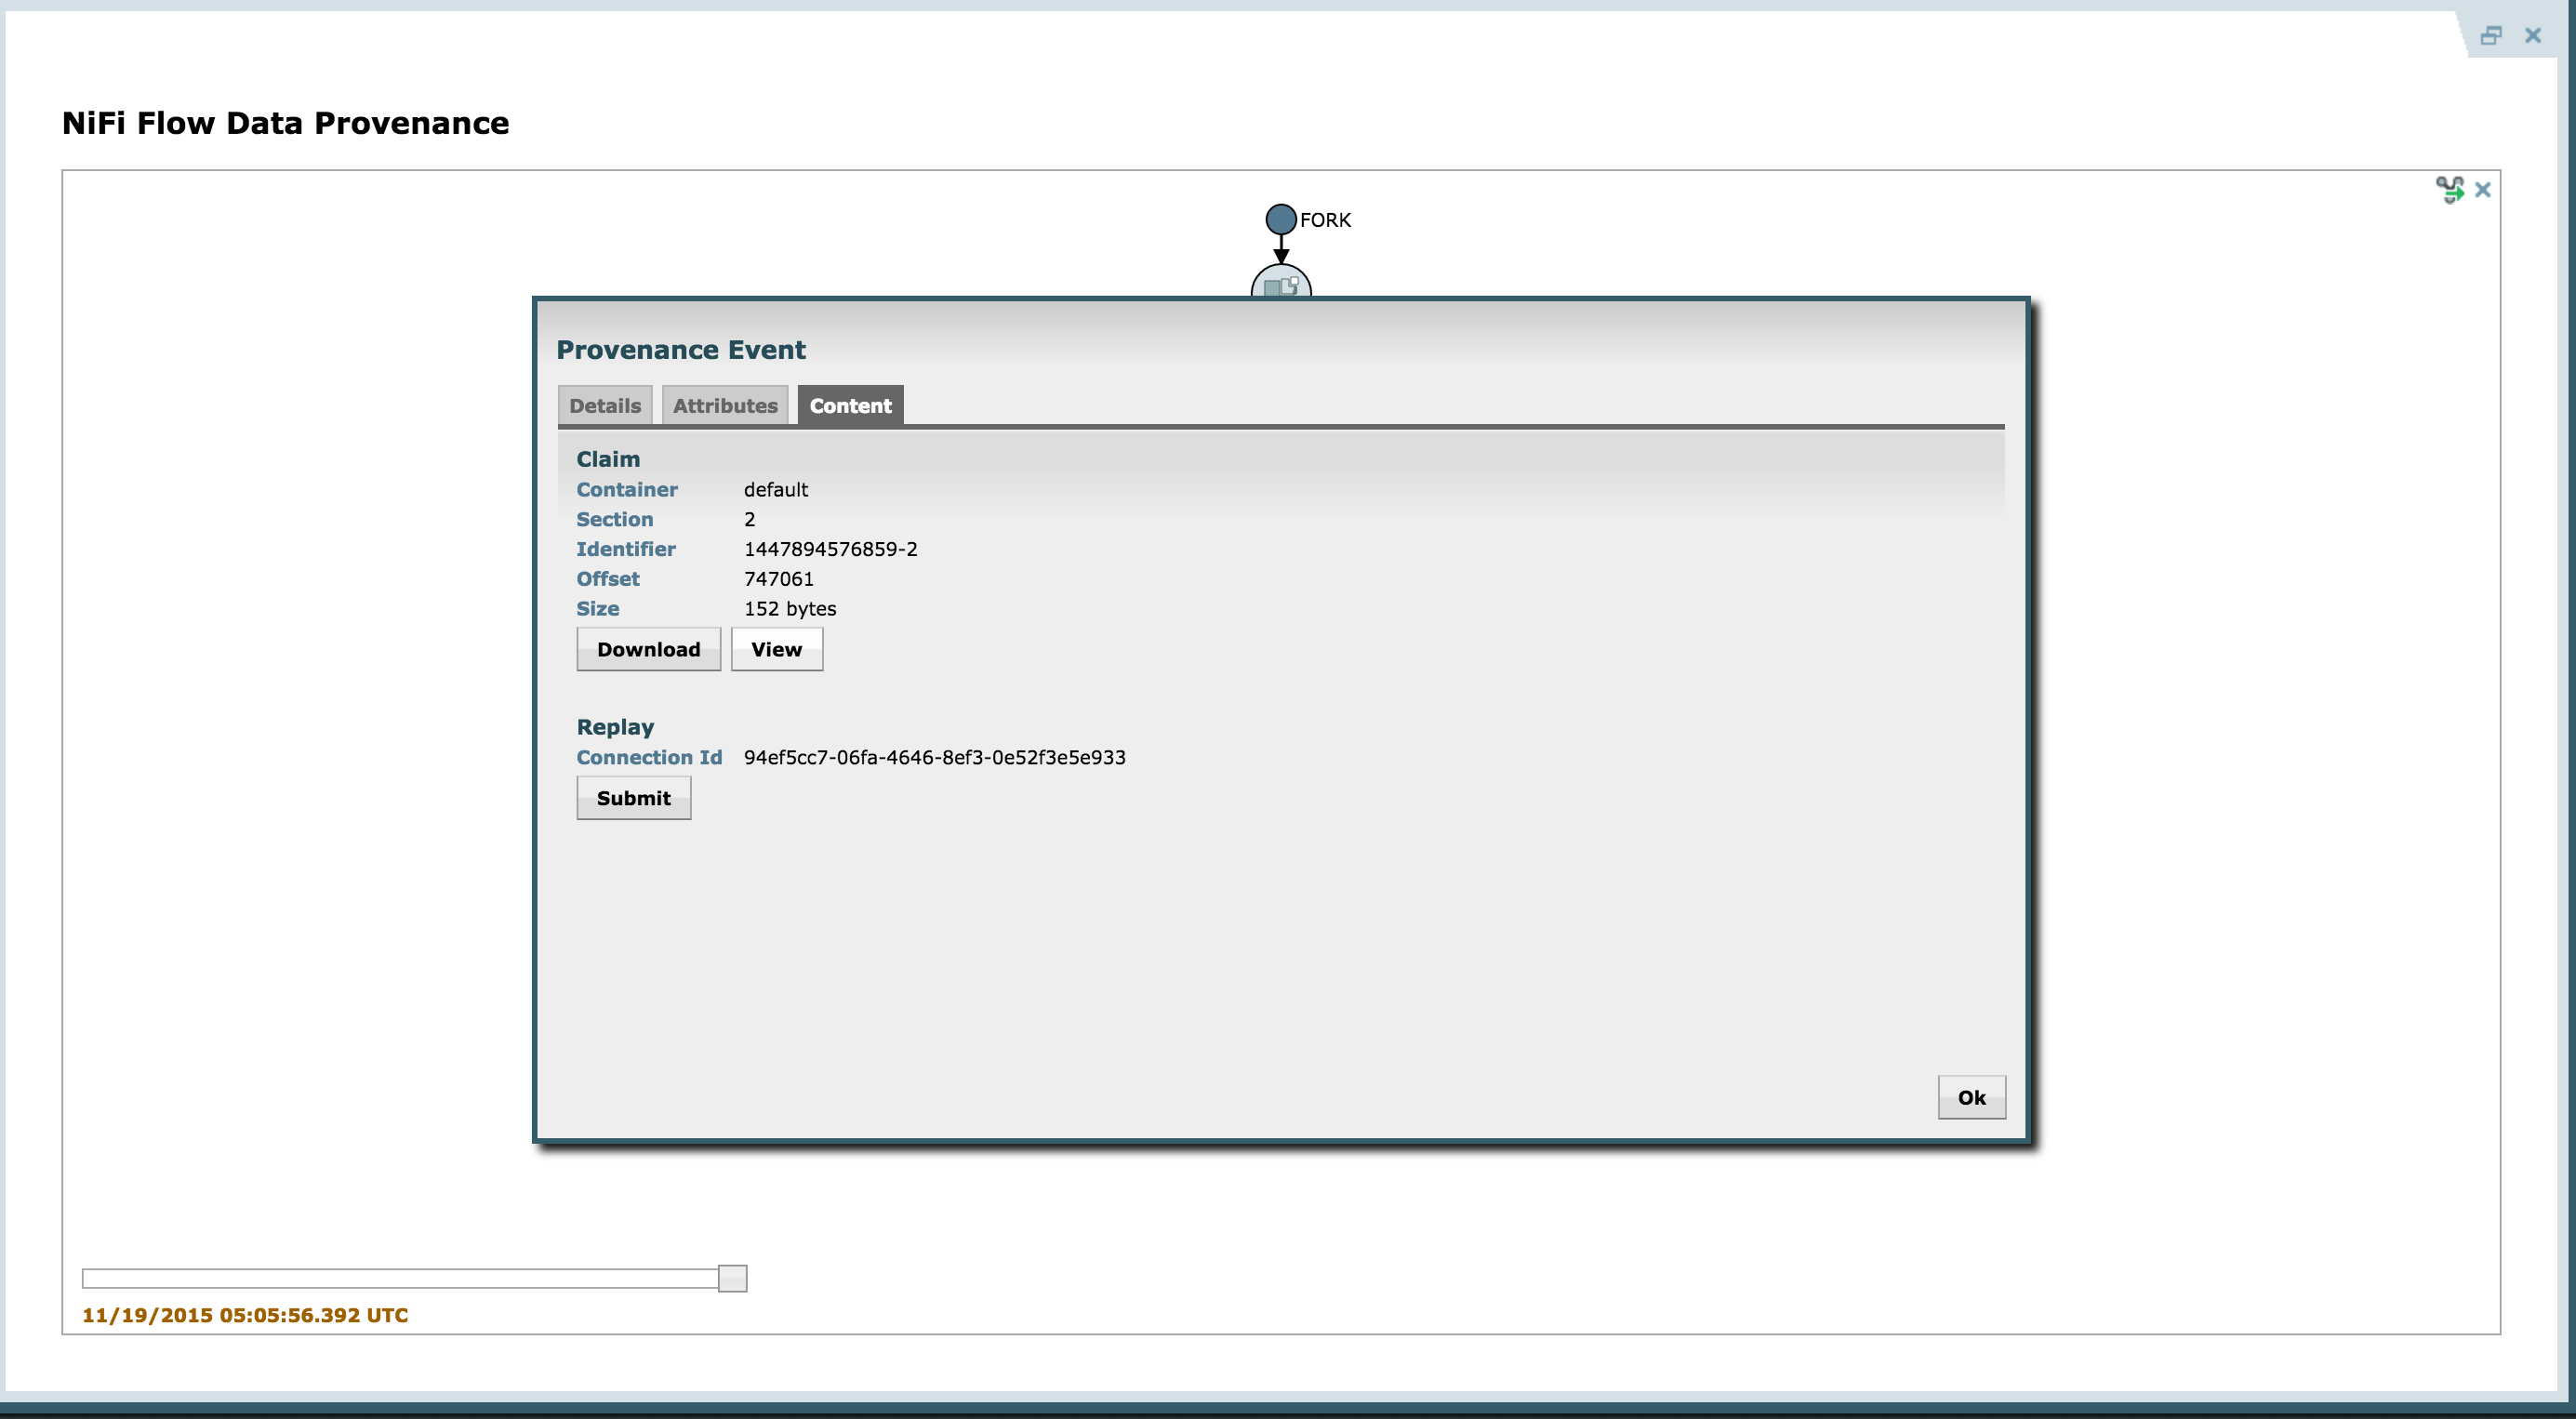 NiFi Flow Data Provenance
FORK
Provenance Event
Details Attributes Content
Claim
Container default
Section 2
Identifier 1447894576859-2
Offset 747061
Size 152 bytes
Download View
Replay
Connection Id 94ef5cc7-06fa-4646-8ef3-0e52f3e5e933
Submit
Ok
11/19/2015 05:05:56.392 UTC